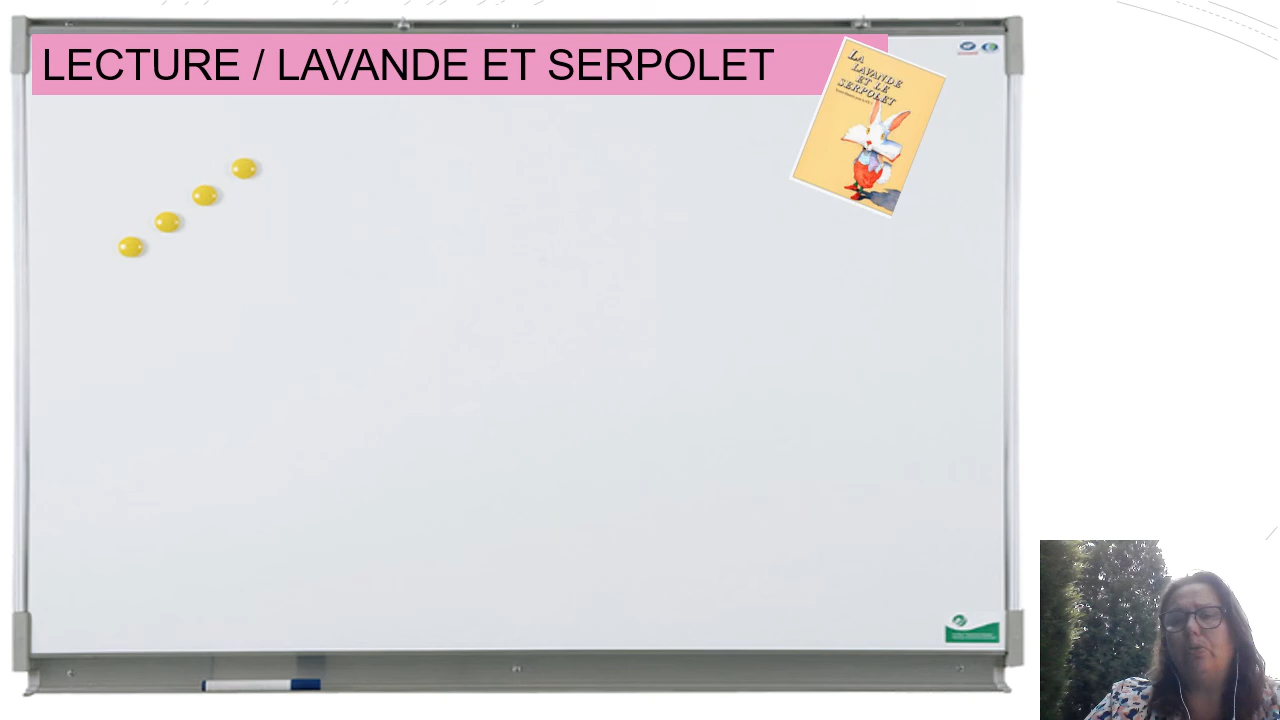 LECTURE / LAVANDE ET SERPOLET
LA
LAVANDE
ET LE
SERPOLET